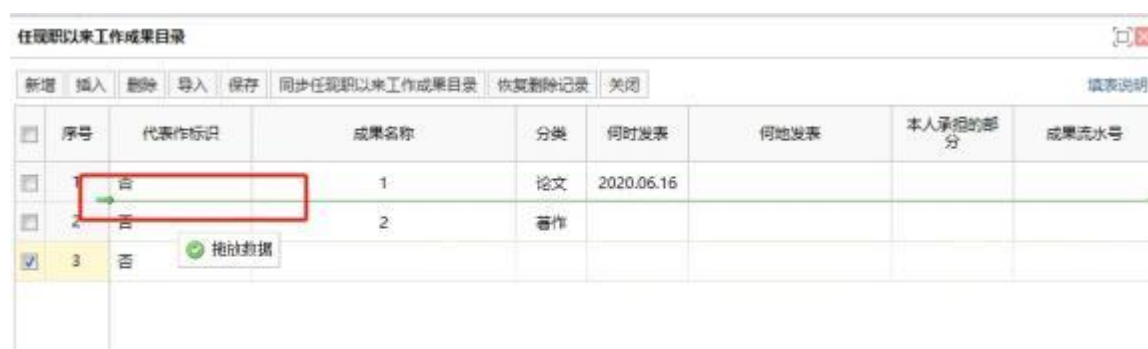 任现职以来工作成果目录
新增 插入 删除 导入 保存 同步任现职以来工作成果目录 恢复删除记录 关闭 填表说明
序号 代表作标识 成果名称 分类 何时发表 何地发表 本人承担的部分 成果流水号
1 否 1 论文 2020.06.16
2 否 2 著作
拖放数据
3 否